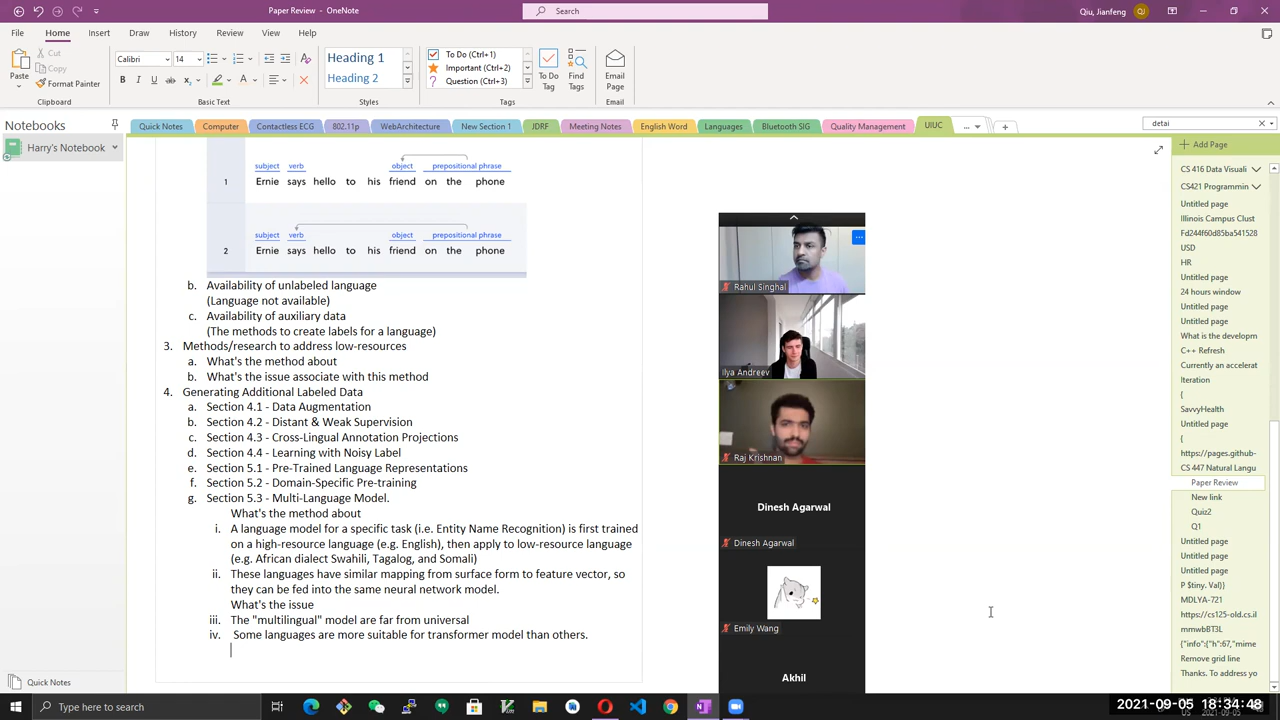 Paper Review - OneNote
Search
Qiu, Jianfeng
File Home Insert Draw History Review View Help
Paste
Cut
Copy
Format Painter
Clipboard
Calibri 14
B I U ab x₂ A
Basic Text
Heading 1
Heading 2
Styles
To Do (Ctrl+1)
Important (Ctrl+2)
Question (Ctrl+3)
To Do Tag
Find Tags
Tags
Email Page
Email
Notebooks
Quick Notes Computer Contactless ECG 802.11p WebArchitecture New Section 1 JDRF Meeting Notes English Word Languages Bluetooth SIG Quality Management UIUC ...
detai
Harry's Notebook
Add Page
subject verb object prepositional phrase
1 Ernie says hello to his friend on the phone
subject verb object prepositional phrase
2 Ernie says hello to his friend on the phone
b. Availability of unlabeled language
(Language not available)
c. Availability of auxiliary data
(The methods to create labels for a language)
3. Methods/research to address low-resources
a. What's the method about
b. What's the issue associate with this method
4. Generating Additional Labeled Data
a. Section 4.1 - Data Augmentation
b. Section 4.2 - Distant & Weak Supervision
c. Section 4.3 - Cross-Lingual Annotation Projections
d. Section 4.4 - Learning with Noisy Label
e. Section 5.1 - Pre-Trained Language Representations
f. Section 5.2 - Domain-Specific Pre-training
g. Section 5.3 - Multi-Language Model.
What's the method about
i. A language model for a specific task (i.e. Entity Name Recognition) is first trained
on a high-resource language (e.g. English), then apply to low-resource language
(e.g. African dialect Swahili, Tagalog, and Somali)
ii. These languages have similar mapping from surface form to feature vector, so
they can be fed into the same neural network model.
What's the issue
iii. The "multilingual" model are far from universal
iv. Some languages are more suitable for transformer model than others.
Rahul Singhal
Ilya Andreev
Raj Krishnan
Dinesh Agarwal
Dinesh Agarwal
Emily Wang
Akhil
CS 416 Data Visuali
CS421 Programmin
Untitled page
Illinois Campus Clust
Fd244f60d85ba541528
USD
HR
Untitled page
24 hours window
Untitled page
Untitled page
What is the developm
C++ Refresh
Currently an accelerat
Iteration
{
SavvyHealth
Untitled page
{
https://pages.github-
CS 447 Natural Langu
Paper Review
New link
Quiz2
Q1
Untitled page
Untitled page
Untitled page
P $tiny. Val)}
MDLYA-721
https://cs125-old.cs.il
mmwbBT3L
{"info":{"h":67,"mime
Remove grid line
Thanks. To address yo
Quick Notes
Type here to search
2021-09-05 18:34:48